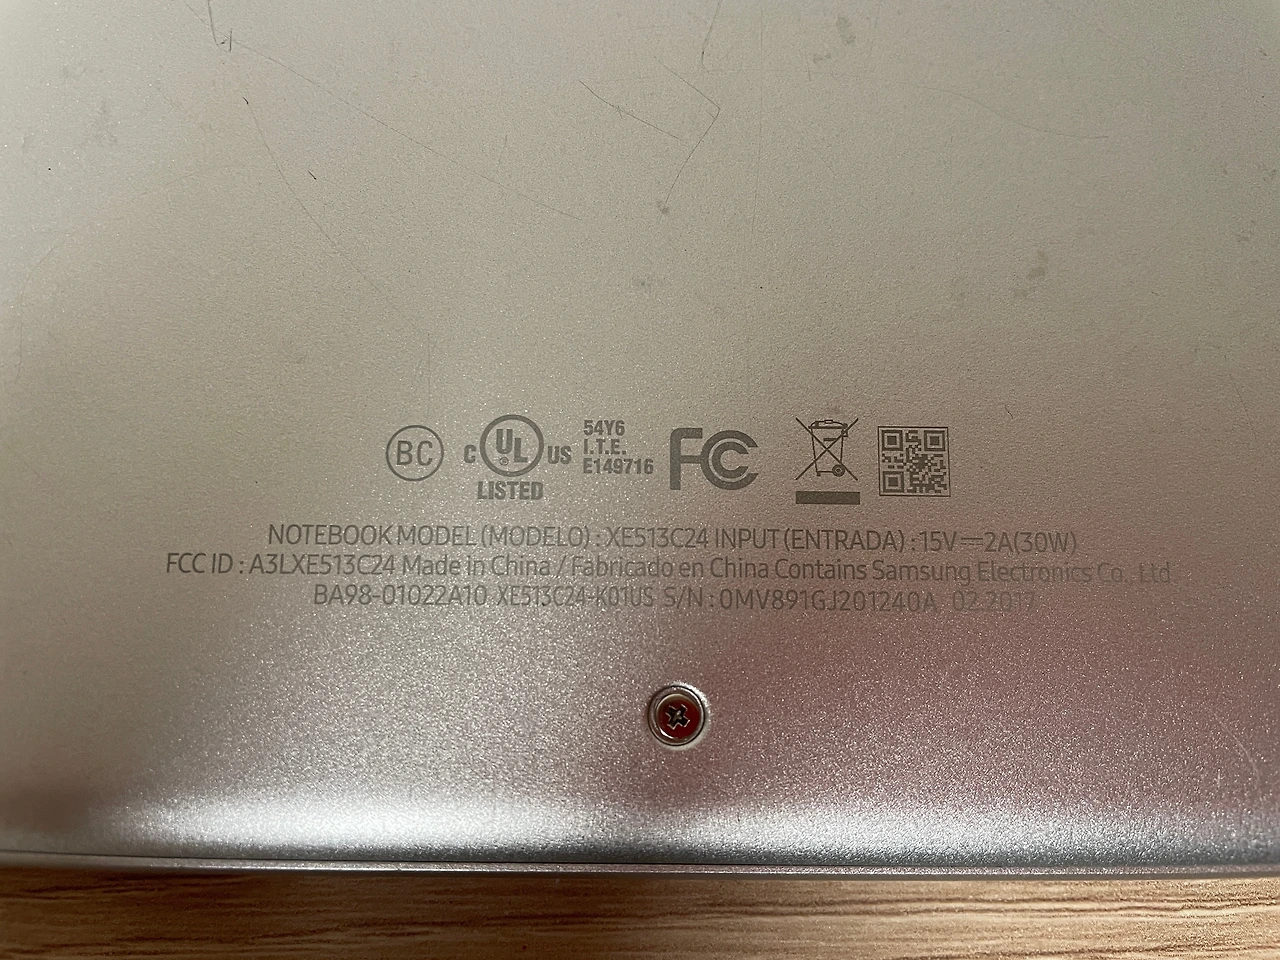 BC
C UL US LISTED
54Y6
I.T.E.
E149716
FC
NOTEBOOK MODEL (MODELO) : XE513C24 INPUT (ENTRADA) : 15V⎓2A(30W)
FCC ID : A3LXE513C24 Made in China / Fabricado en China Contains Samsung Electronics Co., Ltd.
BA98-01022A10 XE513C24-K01US S/N : 0MV891GJ201240A 02.2017